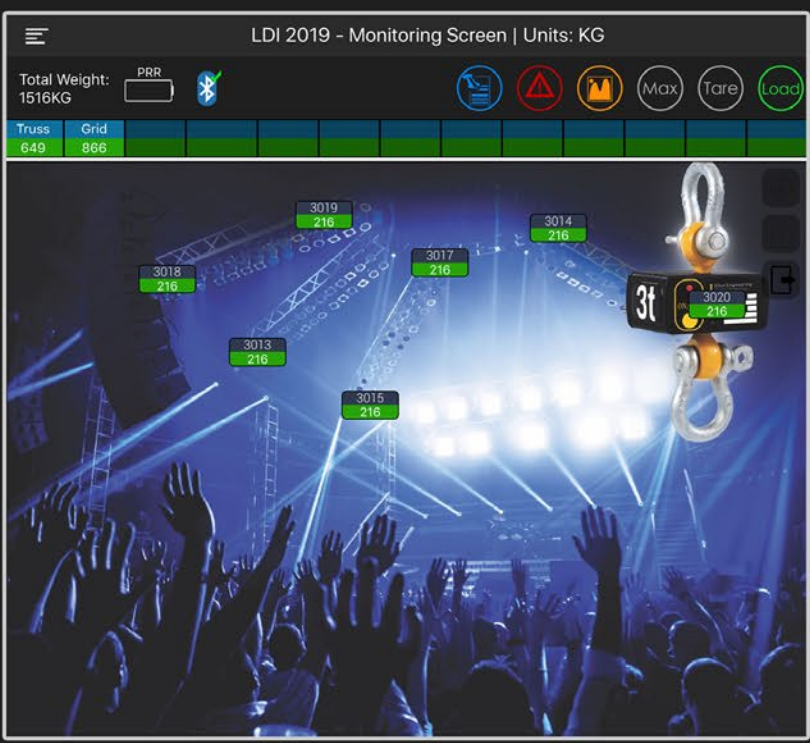 LDI 2019 - Monitoring Screen | Units: KG
Total Weight:
1516KG
PRR
Max
Tare
Load
Truss
Grid
649
866
3019
216
3014
216
3017
216
3018
216
3020
216
3t
3013
216
3015
216